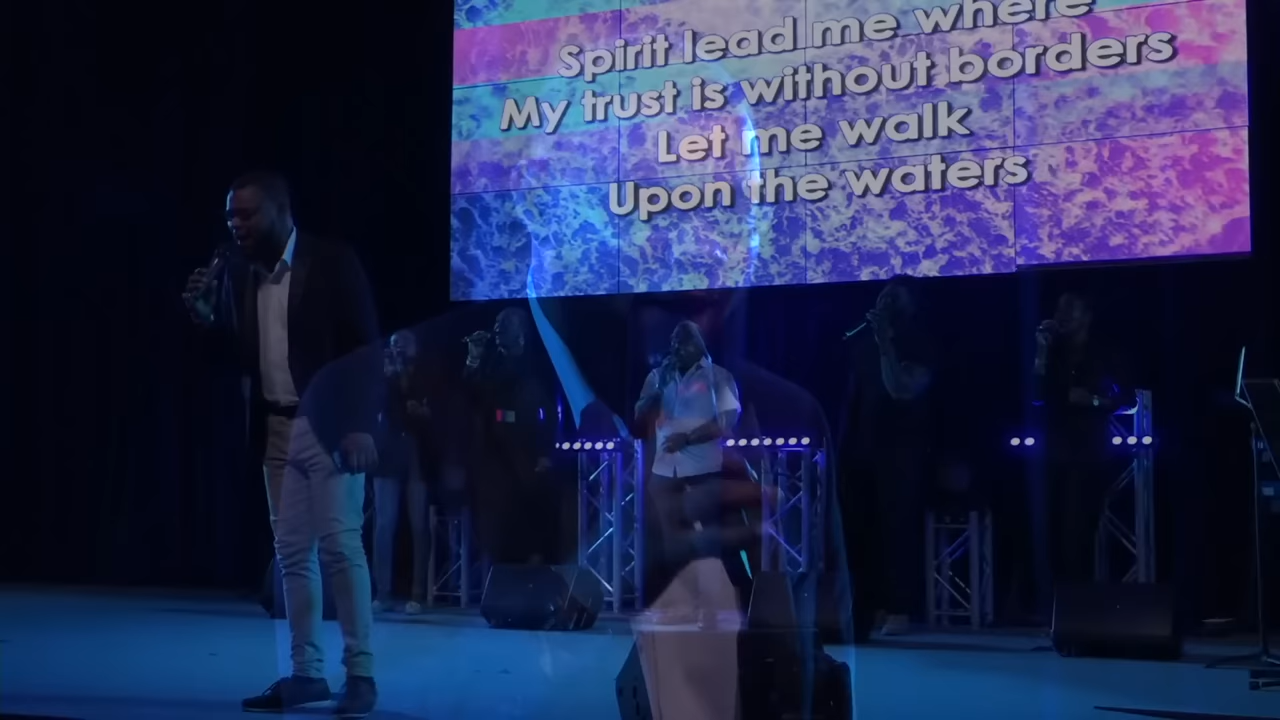 Spirit lead me where
My trust is without borders
Let me walk
Upon the waters